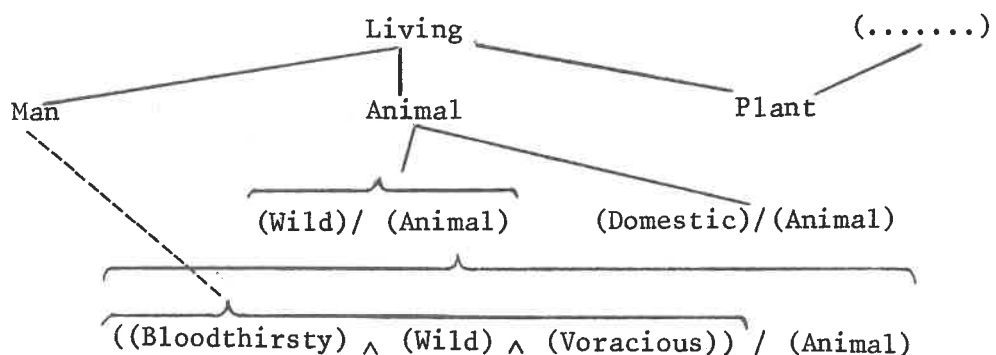 Living (.......)
Man Animal Plant
(Wild)/ (Animal) (Domestic)/(Animal)
((Bloodthirsty) ^ (Wild) ^ (Voracious)) / (Animal)